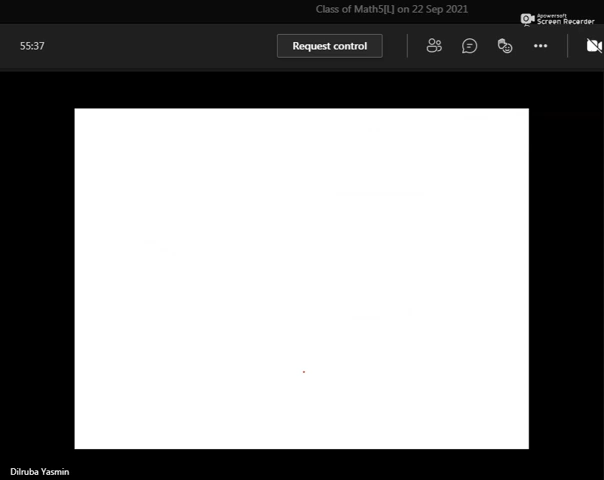 Class of Math5[L] on 22 Sep 2021
Apowersoft
Screen Recorder
55:37
Request control
Dilruba Yasmin